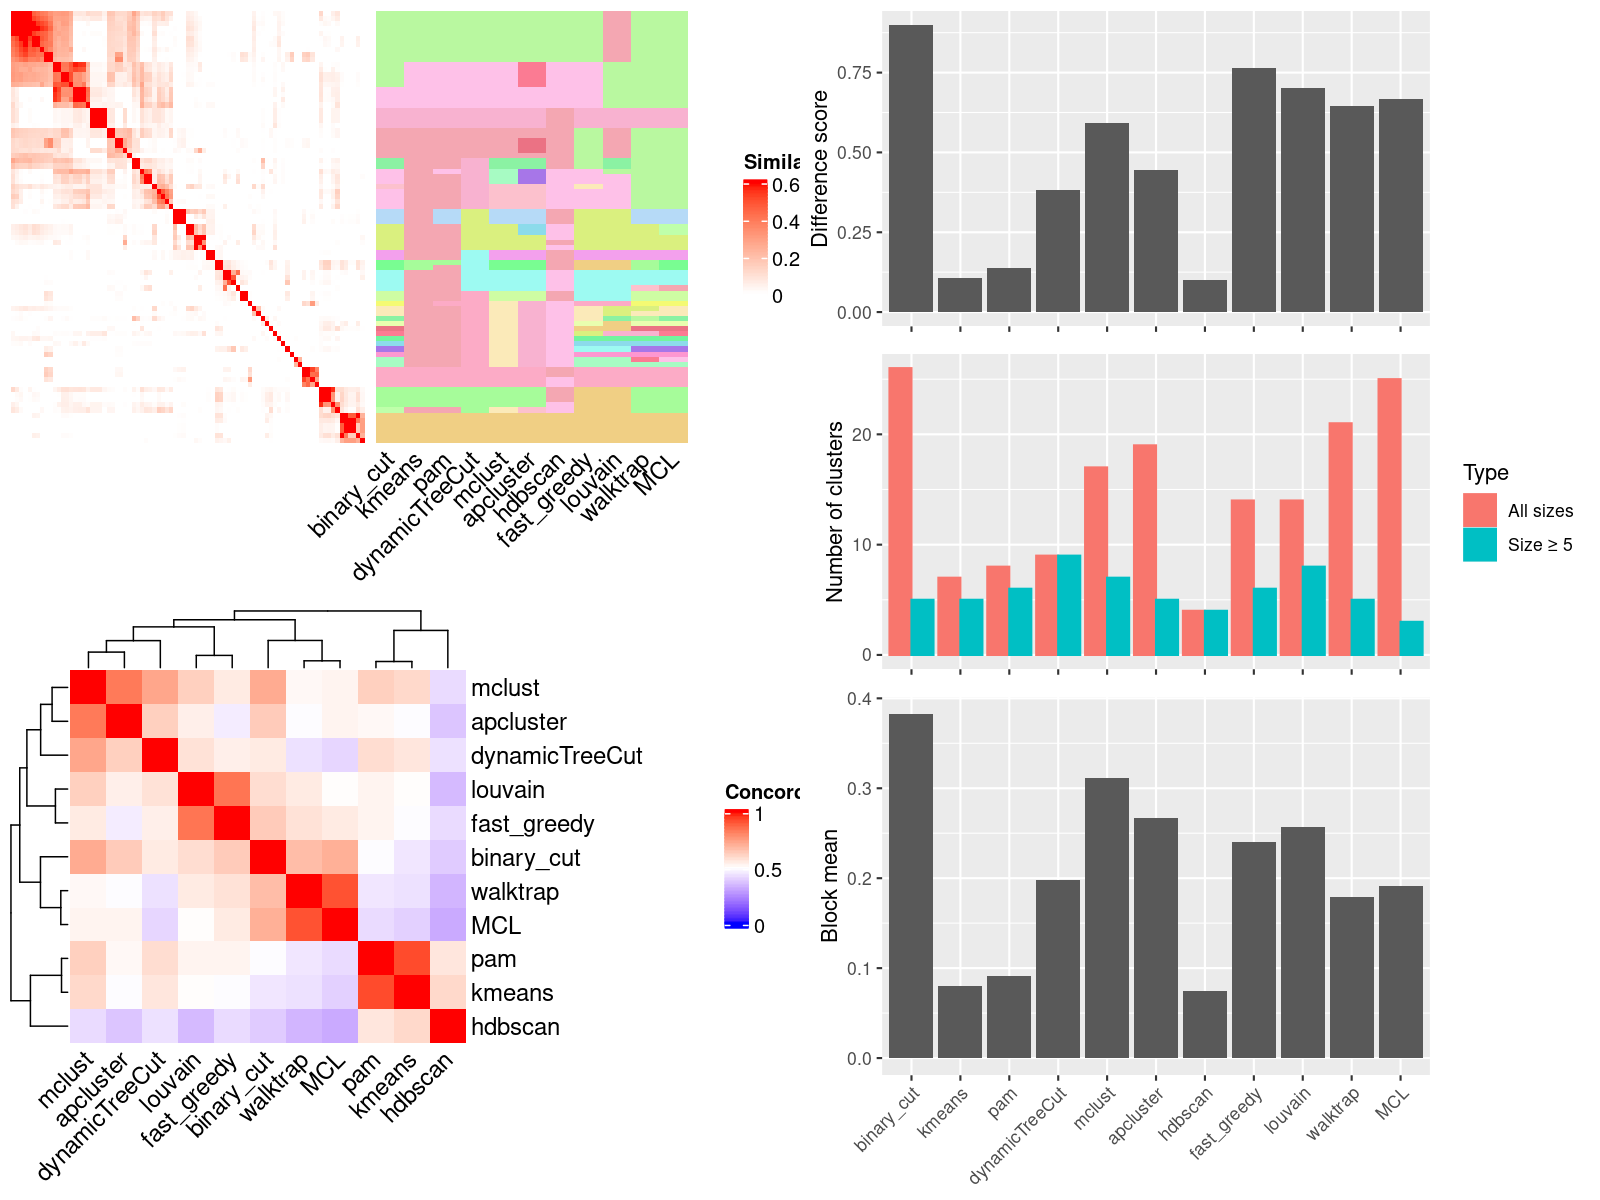 Simila
0.6
0.4
0.2
0
binary_cut
kmeans
pam
dynamicTreeCut
mclust
apcluster
hdbscan
fast_greedy
louvain
walktrap
MCL
Difference score
0.75
0.50
0.25
0.00
Number of clusters
20
10
0
Type
All sizes
Size ≥ 5
Block mean
0.4
0.3
0.2
0.1
0.0
binary_cut
kmeans
pam
dynamicTreeCut
mclust
apcluster
hdbscan
fast_greedy
louvain
walktrap
MCL
mclust
apcluster
dynamicTreeCut
louvain
fast_greedy
binary_cut
walktrap
MCL
pam
kmeans
hdbscan
mclust
apcluster
dynamicTreeCut
louvain
fast_greedy
binary_cut
walktrap
MCL
pam
kmeans
hdbscan
Concord
1
0.5
0